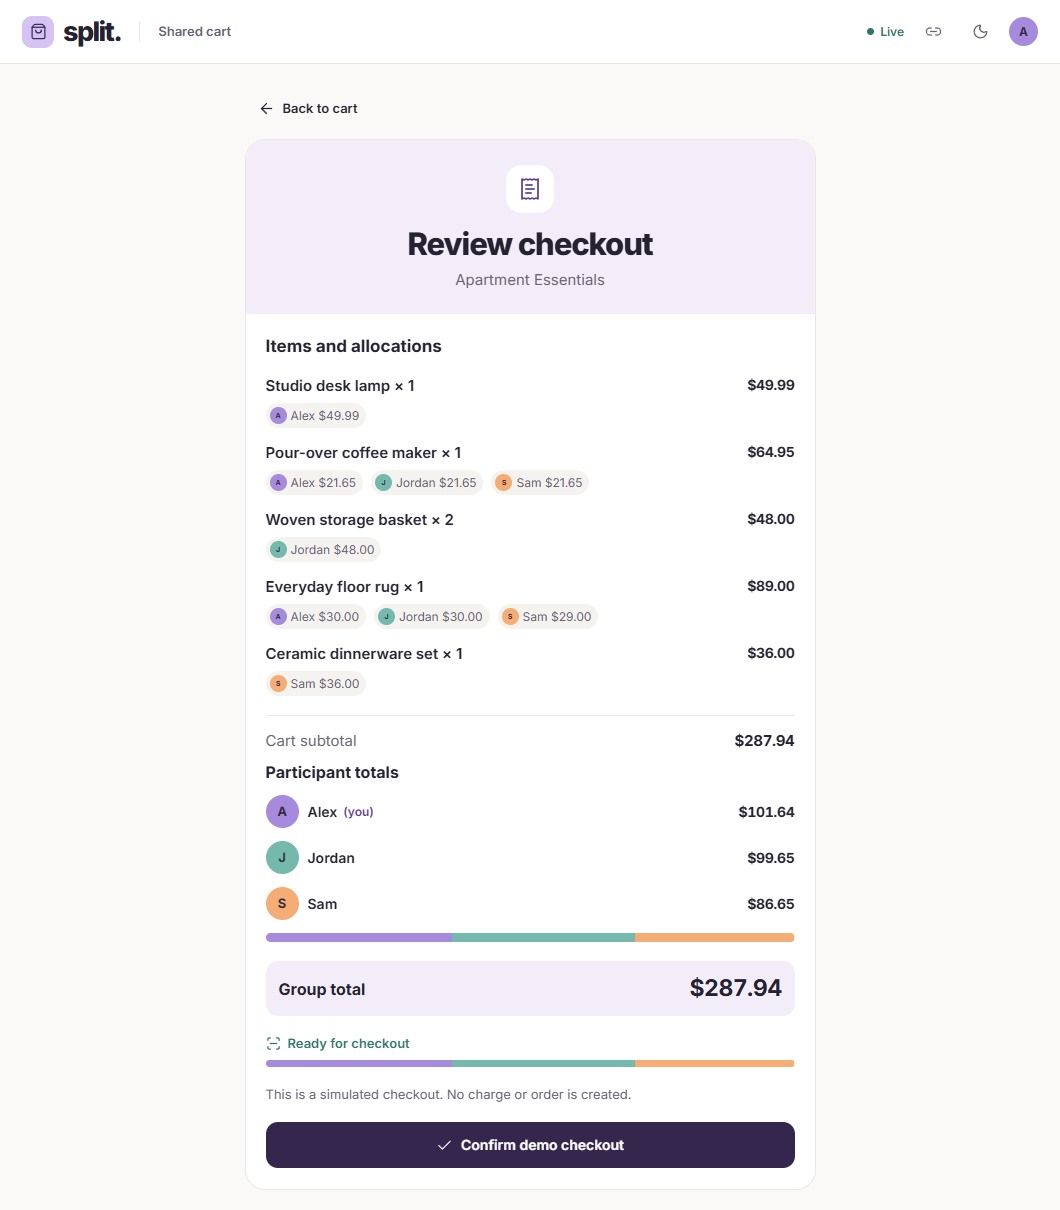 split. Shared cart Live A
Back to cart
Review checkout
Apartment Essentials
Items and allocations
Studio desk lamp × 1 $49.99
A Alex $49.99
Pour-over coffee maker × 1 $64.95
A Alex $21.65 J Jordan $21.65 S Sam $21.65
Woven storage basket × 2 $48.00
J Jordan $48.00
Everyday floor rug × 1 $89.00
A Alex $30.00 J Jordan $30.00 S Sam $29.00
Ceramic dinnerware set × 1 $36.00
S Sam $36.00
Cart subtotal $287.94
Participant totals
A Alex (you) $101.64
J Jordan $99.65
S Sam $86.65
Group total $287.94
Ready for checkout
This is a simulated checkout. No charge or order is created.
Confirm demo checkout